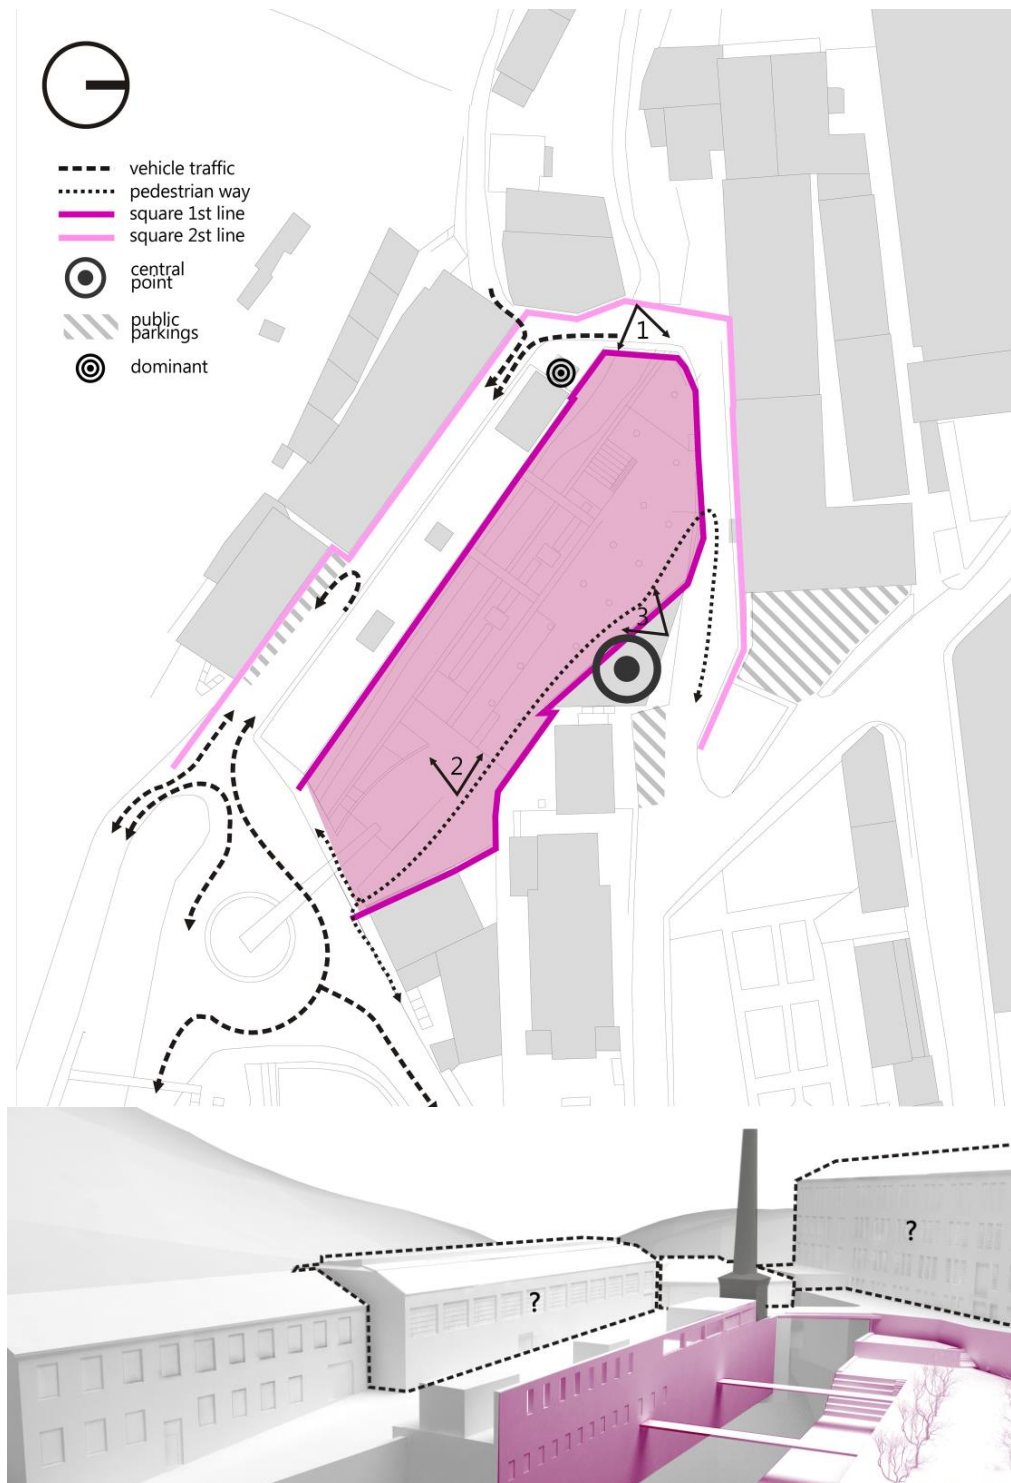 vehicle traffic
pedestrian way
square 1st line
square 2st line
central
point
public
parkings
dominant
1
3
2
?
?